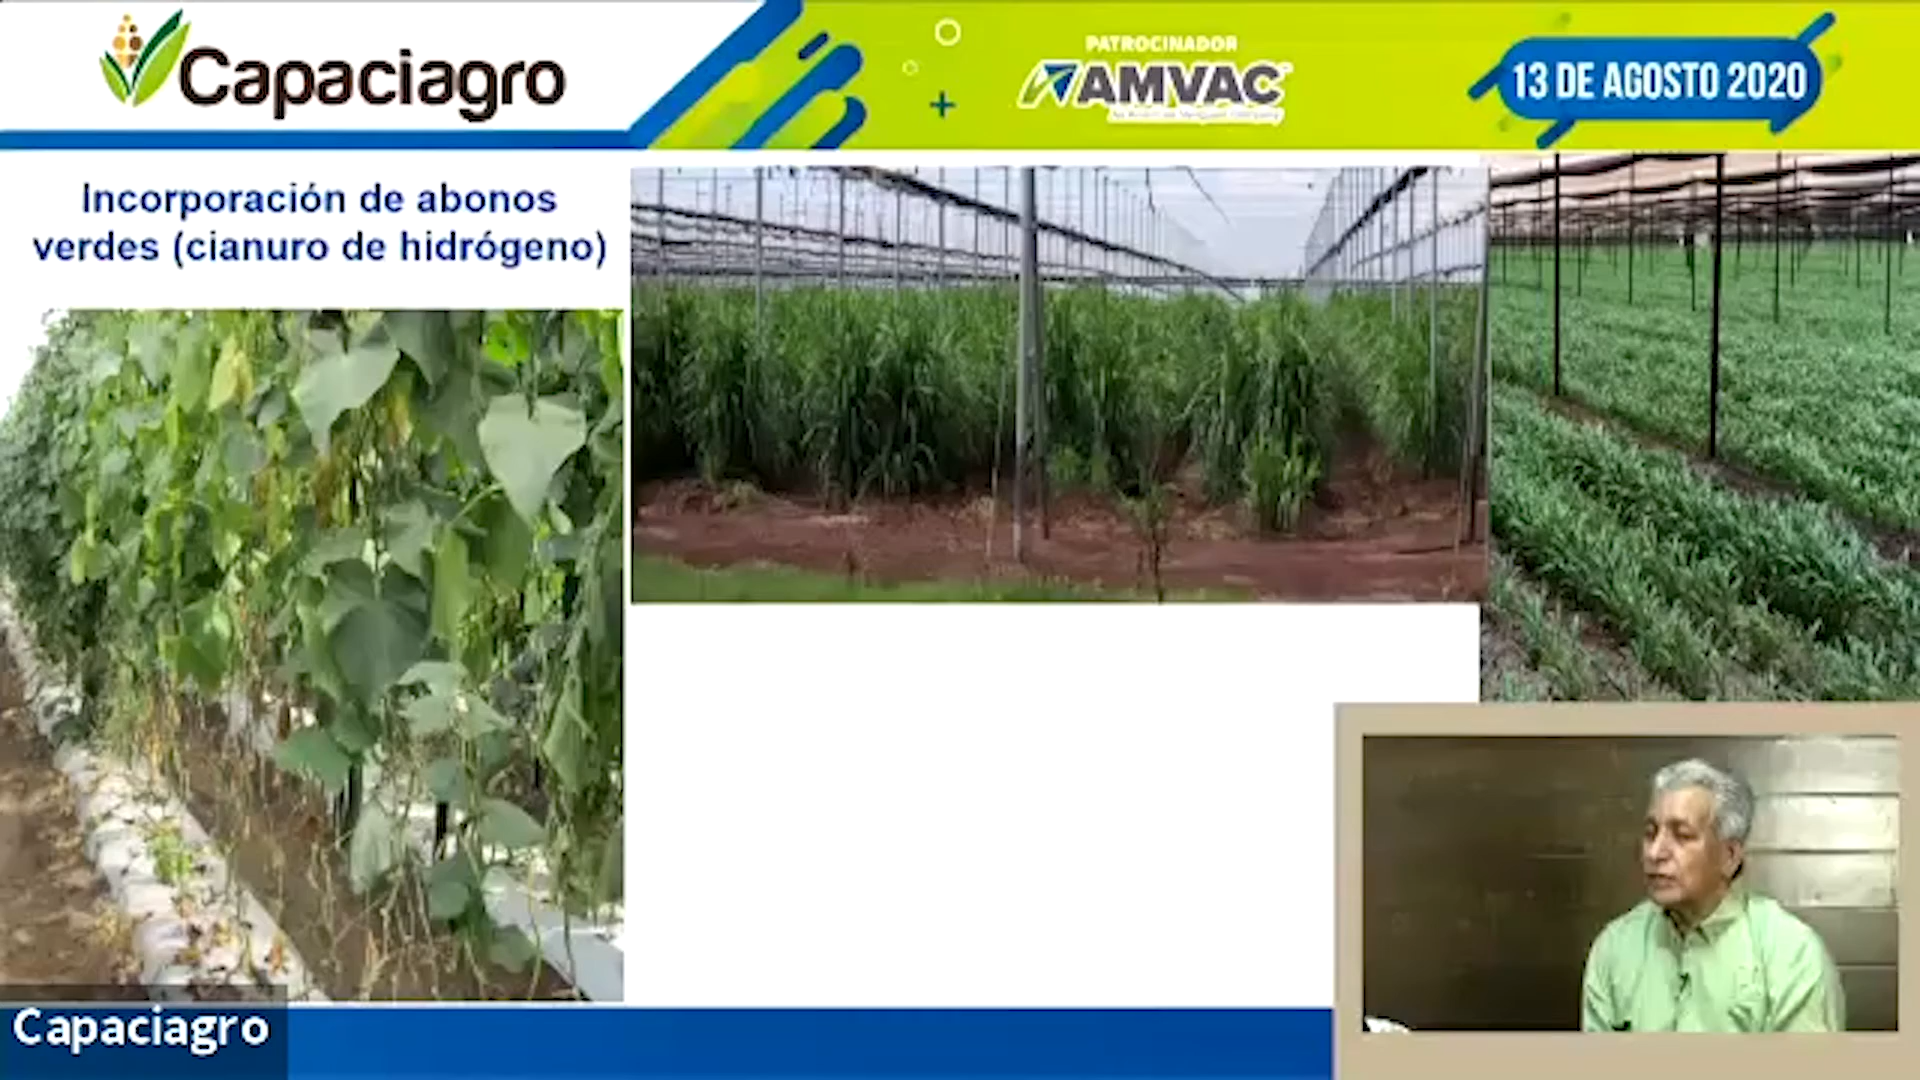 Capaciagro
PATROCINADOR
AMVAC
13 DE AGOSTO 2020
Incorporación de abonos
verdes (cianuro de hidrógeno)
Capaciagro